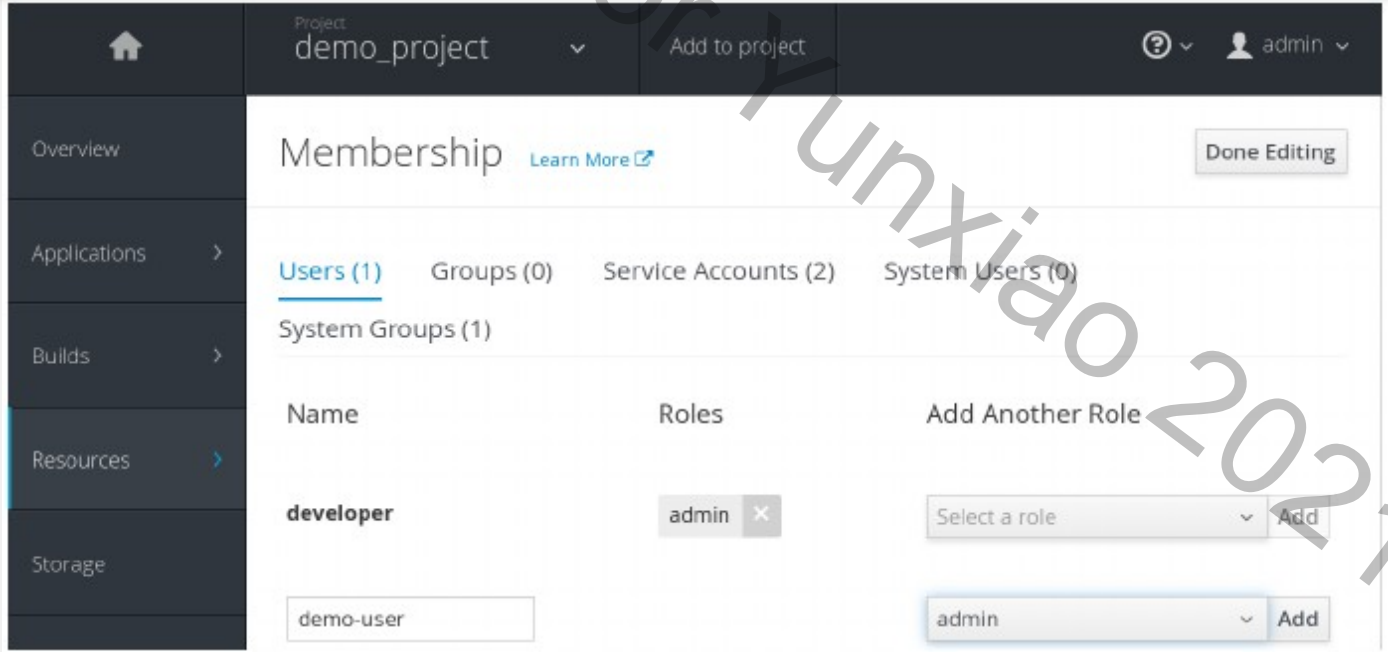 Project
demo_project
Add to project
admin
Overview
Membership Learn More
Done Editing
Applications
Users (1) Groups (0) Service Accounts (2) System Users (0)
System Groups (1)
Builds
Name Roles Add Another Role
Resources
developer admin Select a role Add
Storage
demo-user admin Add
or Yunxiao 2021